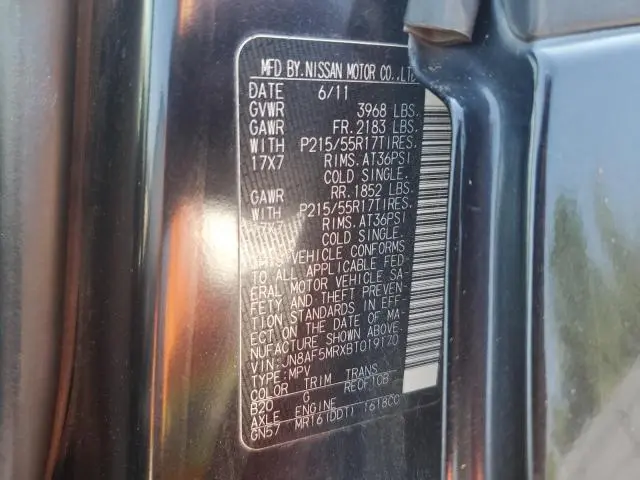 MFD BY. NISSAN MOTOR CO., LTD
DATE 6/11
GVWR 3968 LBS.
GAWR FR. 2183 LBS.
WITH P215/55R17TIRES.
17X7 RIMS. AT36PSI
COLD SINGLE.
GAWR RR. 1852 LBS.
WITH P215/55R17TIRES.
17X7 RIMS. AT36PSI
COLD SINGLE.
THIS VEHICLE CONFORMS
TO ALL APPLICABLE FED-
ERAL MOTOR VEHICLE SA-
FETY AND THEFT PREVEN-
TION STANDARDS IN EFF-
ECT ON THE DATE OF MA-
NUFACTURE SHOWN ABOVE.
VIN: JN8AF5MRXBT019170
TYPE: MPV
COLOR TRIM TRANS
B20 G RE0F10B
AXLE ENGINE
GN57 MR16(DDT) 1618CC